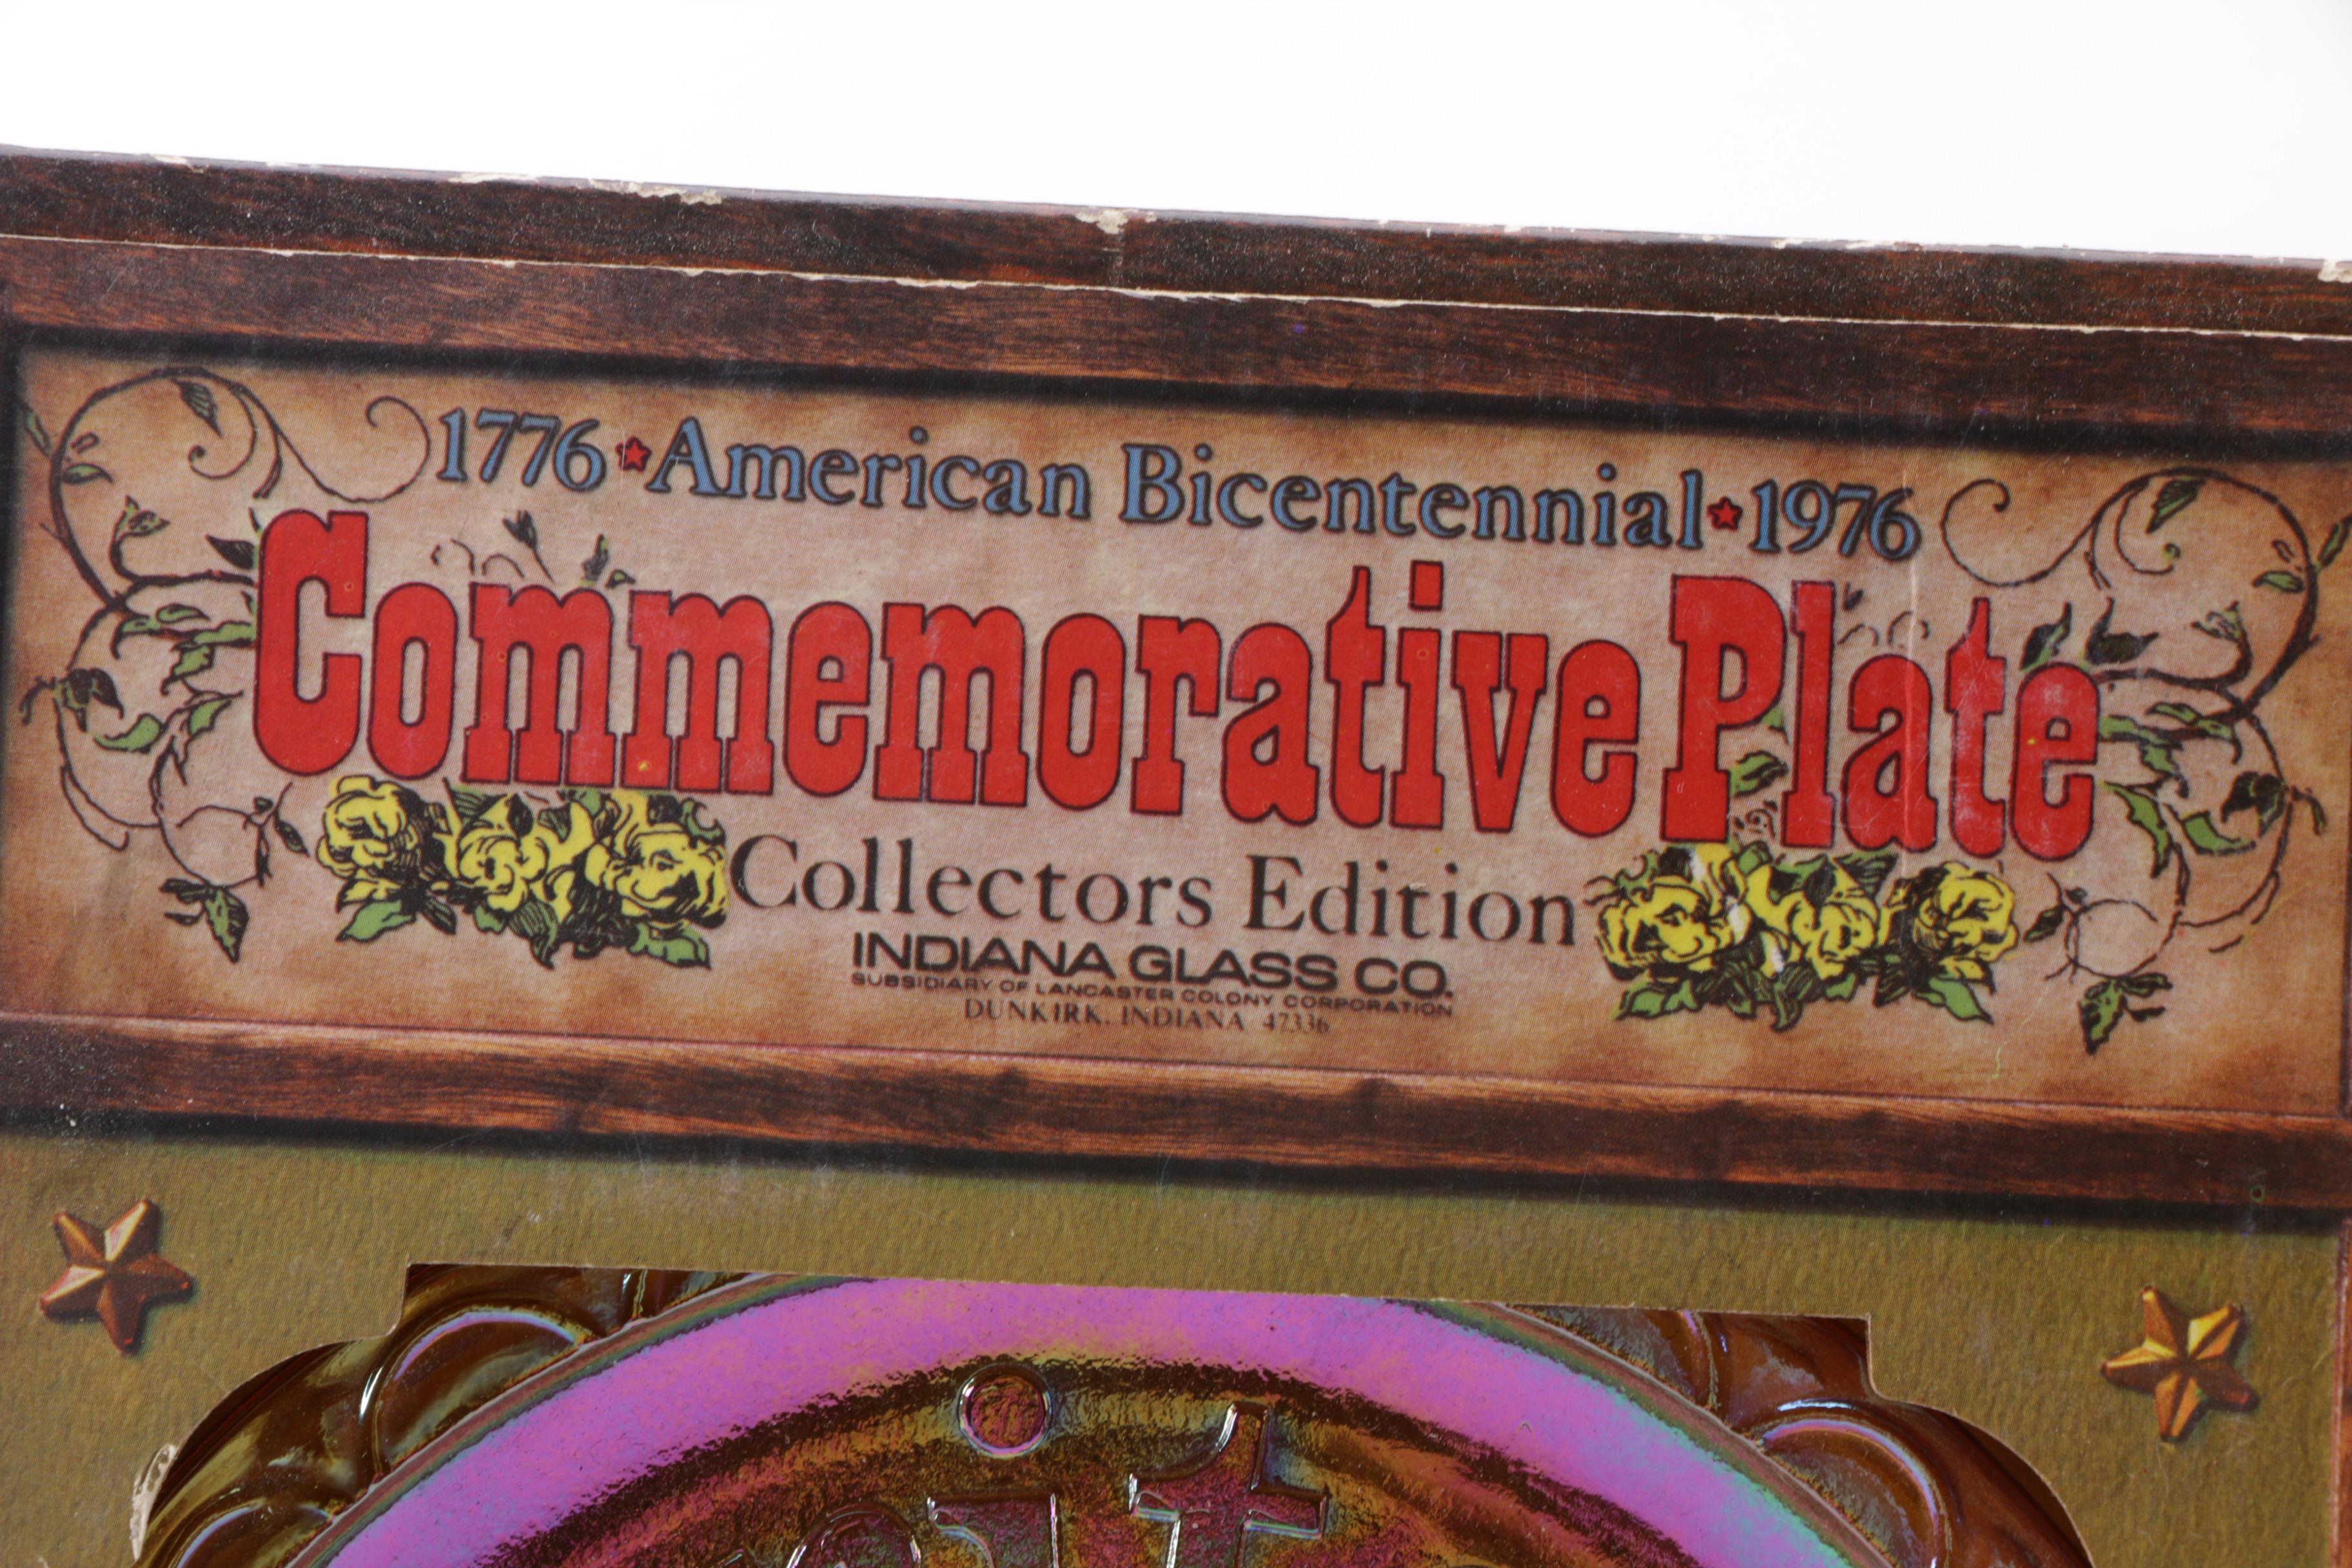 1776★American Bicentennial★1976
Commemorative Plate
Collectors Edition
INDIANA GLASS CO.
SUBSIDIARY OF LANCASTER COLONY CORPORATION
DUNKIRK, INDIANA 47336